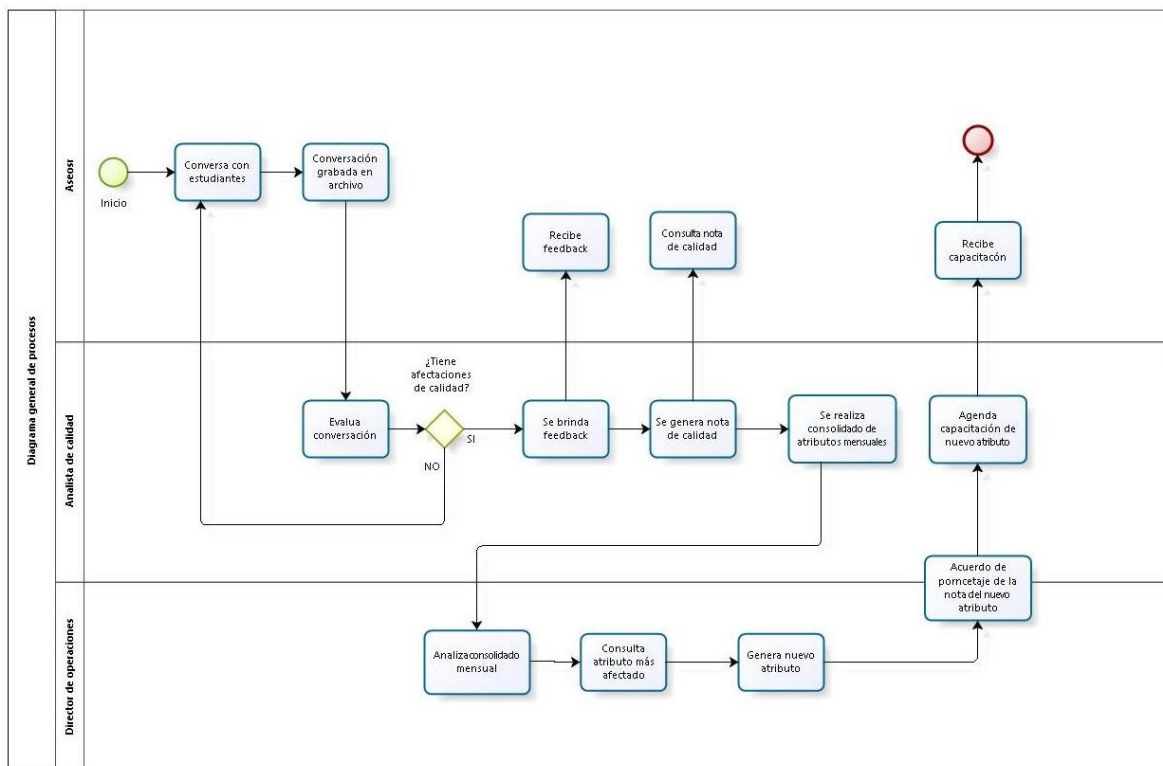 Diagrama general de procesos
Aseosr
Inicio
Conversa con
estudiantes
Conversación
grabada en
archivo
Recibe
feedback
Consulta nota
de calidad
Recibe
capacitacón
Analista de calidad
Evalua
conversación
¿Tiene
afectaciones
de calidad?
SI
NO
Se brinda
feedback
Se genera nota
de calidad
Se realiza
consolidado de
atributos mensuales
Agenda
capacitación de
nuevo atributo
Acuerdo de
porncetaje de la
nota del nuevo
atributo
Director de operaciones
Analiza consolidado
mensual
Consulta
atributo más
afectado
Genera nuevo
atributo